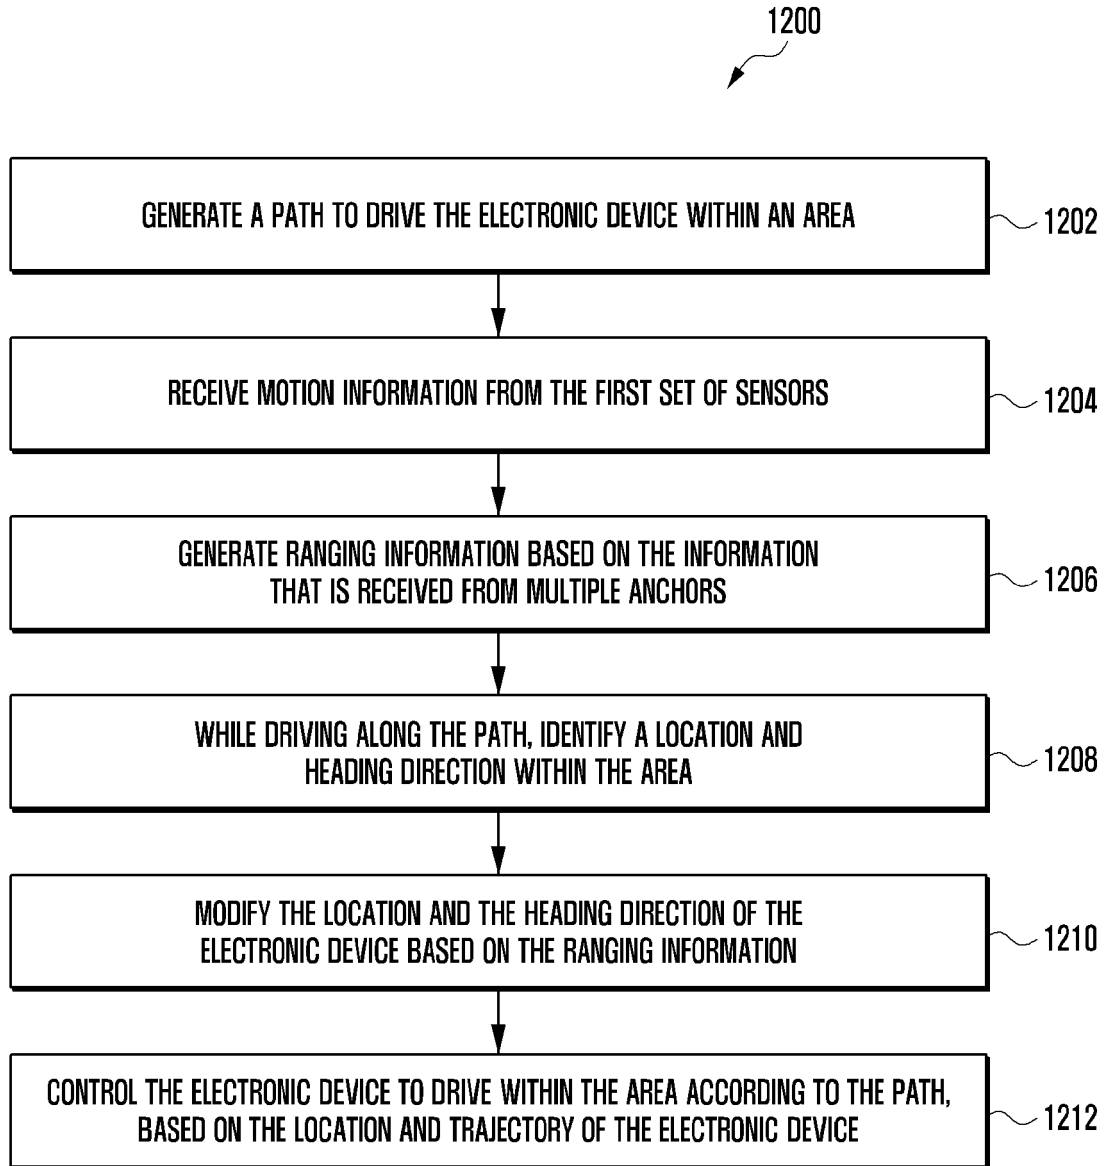 1200
GENERATE A PATH TO DRIVE THE ELECTRONIC DEVICE WITHIN AN AREA
1202
RECEIVE MOTION INFORMATION FROM THE FIRST SET OF SENSORS
1204
GENERATE RANGING INFORMATION BASED ON THE INFORMATION
THAT IS RECEIVED FROM MULTIPLE ANCHORS
1206
WHILE DRIVING ALONG THE PATH, IDENTIFY A LOCATION AND
HEADING DIRECTION WITHIN THE AREA
1208
MODIFY THE LOCATION AND THE HEADING DIRECTION OF THE
ELECTRONIC DEVICE BASED ON THE RANGING INFORMATION
1210
CONTROL THE ELECTRONIC DEVICE TO DRIVE WITHIN THE AREA ACCORDING TO THE PATH,
BASED ON THE LOCATION AND TRAJECTORY OF THE ELECTRONIC DEVICE
1212